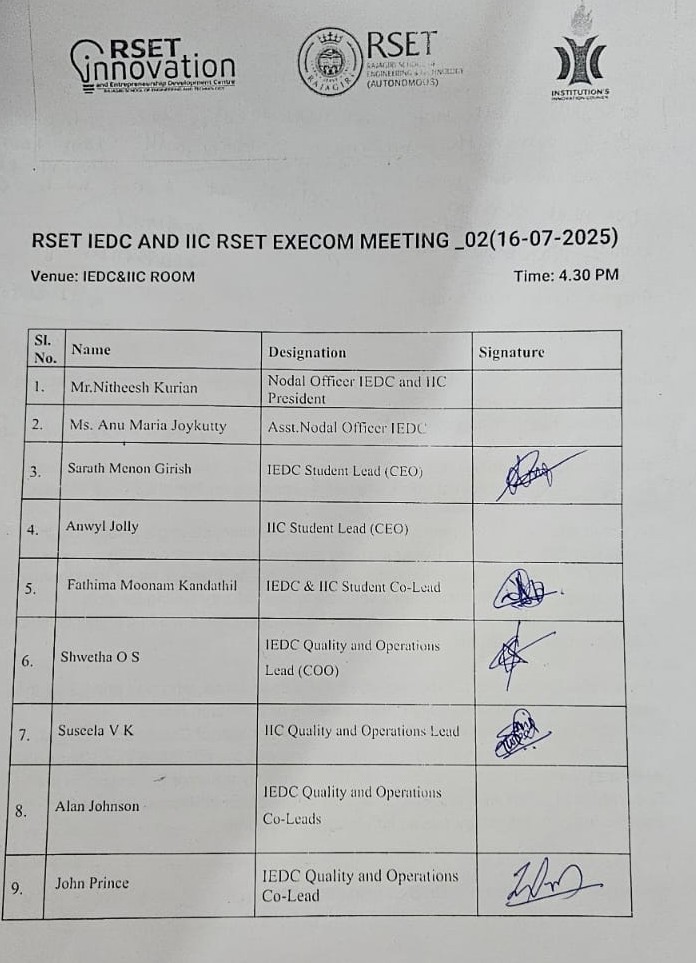 RSET
innovation
and Entrepreneurship Development Centre
RAJAGIRI SCHOOL OF ENGINEERING AND TECHNOLOGY
RAJAGIRI
RSET
RAJAGIRI SCHOOL OF
ENGINEERING & TECHNOLOGY
(AUTONOMOUS)
INSTITUTION'S
INNOVATION COUNCIL
RSET IEDC AND IIC RSET EXECOM MEETING _02(16-07-2025)
Venue: IEDC&IIC ROOM Time: 4.30 PM
Sl. No. Name Designation Signature
1. Mr.Nitheesh Kurian Nodal Officer IEDC and IIC
President
2. Ms. Anu Maria Joykutty Asst.Nodal Officer IEDC
3. Sarath Menon Girish IEDC Student Lead (CEO)
4. Anwyl Jolly IIC Student Lead (CEO)
5. Fathima Moonam Kandathil IEDC & IIC Student Co-Lead
6. Shwetha O S IEDC Quality and Operations
Lead (COO)
7. Suseela V K IIC Quality and Operations Lead
8. Alan Johnson IEDC Quality and Operations
Co-Leads
9. John Prince IEDC Quality and Operations
Co-Lead